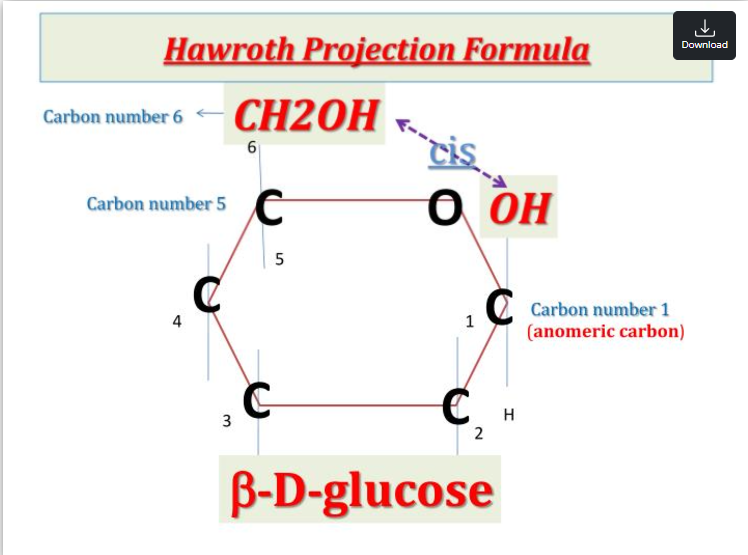 Hawroth Projection Formula
Download
Carbon number 6
CH2OH
cis
6
Carbon number 5
C
O
OH
5
C
4
C
1
Carbon number 1
(anomeric carbon)
C
3
C
2
H
β-D-glucose